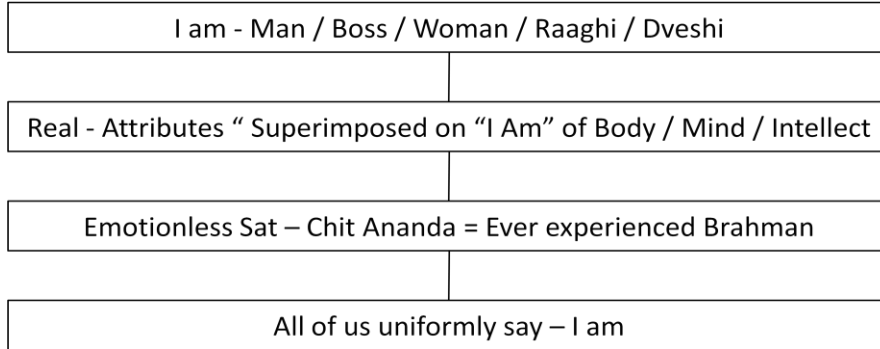 I am - Man / Boss / Woman / Raaghi / Dveshi
Real - Attributes “ Superimposed on “I Am” of Body / Mind / Intellect
Emotionless Sat – Chit Ananda = Ever experienced Brahman
All of us uniformly say – I am